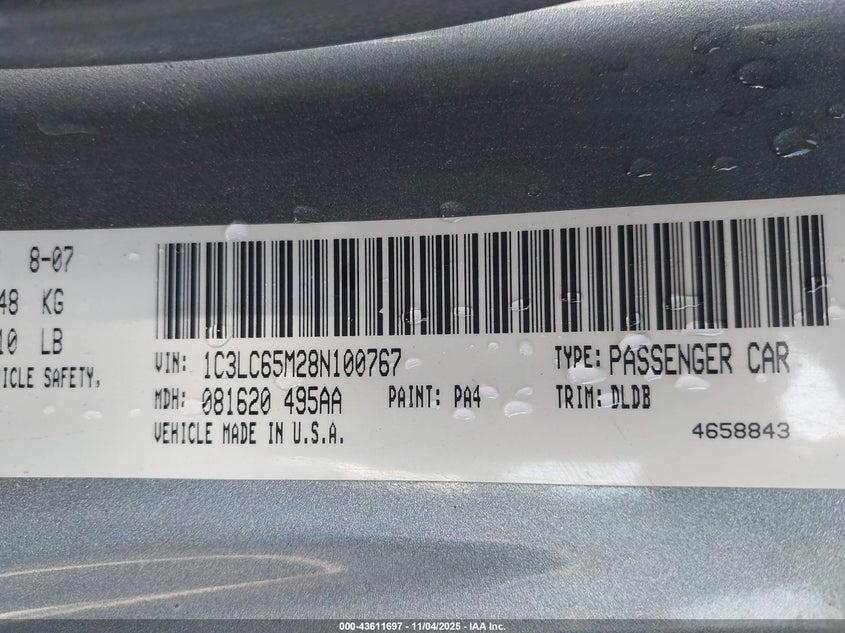 8-07
48 KG
10 LB
ICLE SAFETY,
VIN: 1C3LC65M28N100767 TYPE: PASSENGER CAR
MDH: 081620 495AA PAINT: PA4 TRIM: DLDB
VEHICLE MADE IN U.S.A. 4658843
000-43611697 - 11/04/2025 - IAA Inc.